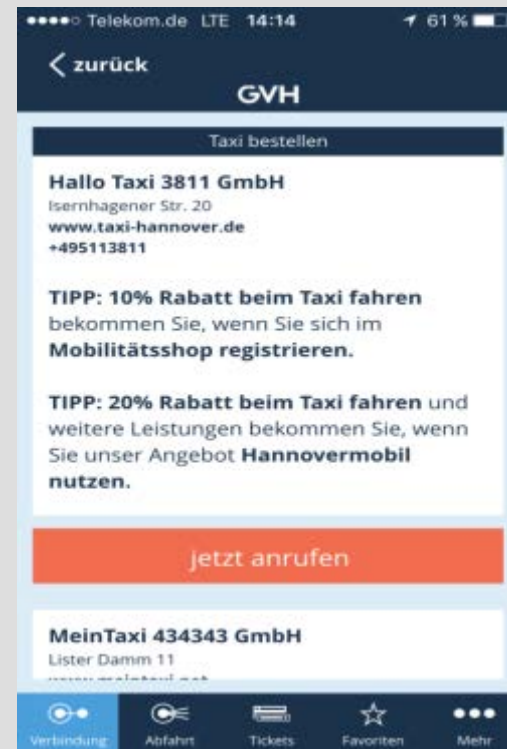 Telekom.de LTE 14:14 61 %
zurück
GVH
Taxi bestellen
Hallo Taxi 3811 GmbH
Isernhagener Str. 20
www.taxi-hannover.de
+495113811
TIPP: 10% Rabatt beim Taxi fahren
bekommen Sie, wenn Sie sich im
Mobilitätsshop registrieren.
TIPP: 20% Rabatt beim Taxi fahren und
weitere Leistungen bekommen Sie, wenn
Sie unser Angebot Hannovermobil
nutzen.
jetzt anrufen
MeinTaxi 434343 GmbH
Lister Damm 11
Verbindung Abfahrt Tickets Favoriten Mehr